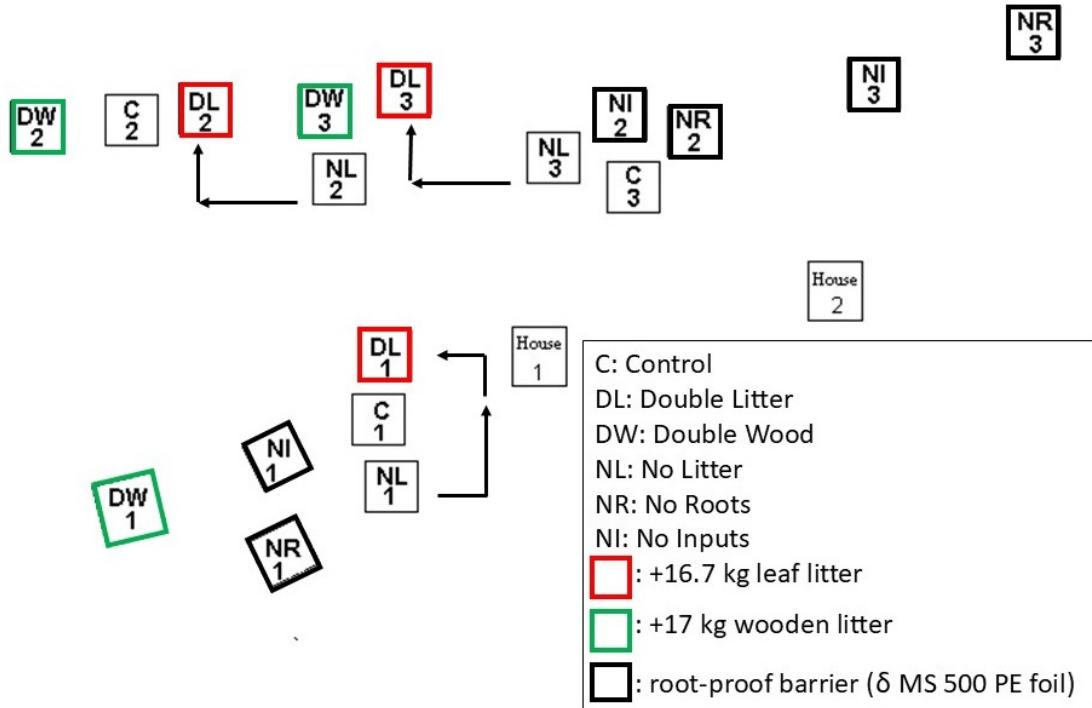 NR
3
DL
3
NI
3
DL
2
DW
3
NI
2
C
2
DW
2
NR
2
NL
3
NL
2
C
3
House
2
DL
1
House
1
C: Control
DL: Double Litter
C
1
DW: Double Wood
NI
1
NL
1
NL: No Litter
DW
1
NR: No Roots
NI: No Inputs
NR
1
: +16.7 kg leaf litter
: +17 kg wooden litter
: root-proof barrier (δ MS 500 PE foil)